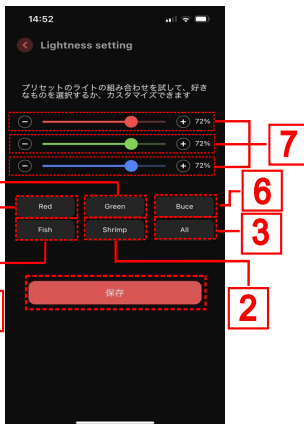 14:52
Lightness setting
プリセットのライトの組み合わせを試して、好き
なものを選択するか、カスタマイズできます
72%
72%
72%
7
Red Green Buce
6
Fish Shrimp All
3
保存
2